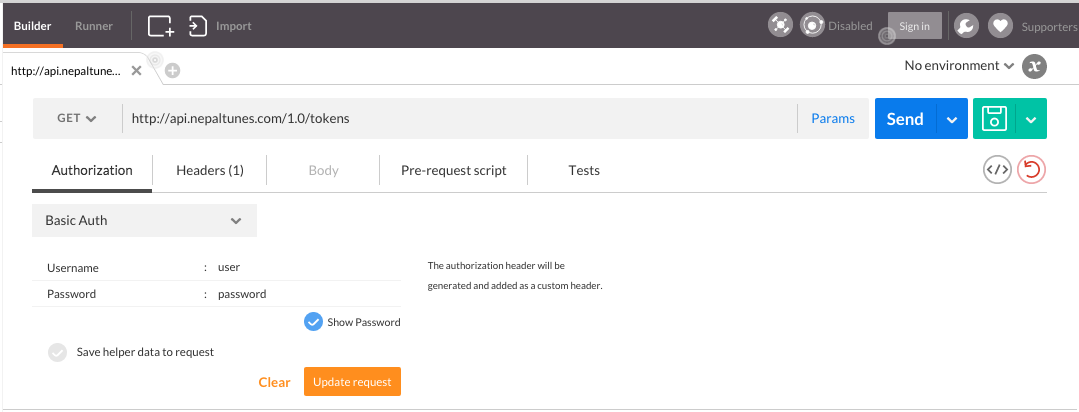 Builder Runner Import Disabled Sign in Supporters
http://api.nepaltune... No environment x
GET http://api.nepaltunes.com/1.0/tokens Params Send
Authorization Headers (1) Body Pre-request script Tests </>
Basic Auth
Username : user
The authorization header will be
Password : password
generated and added as a custom header.
Show Password
Save helper data to request
Clear Update request